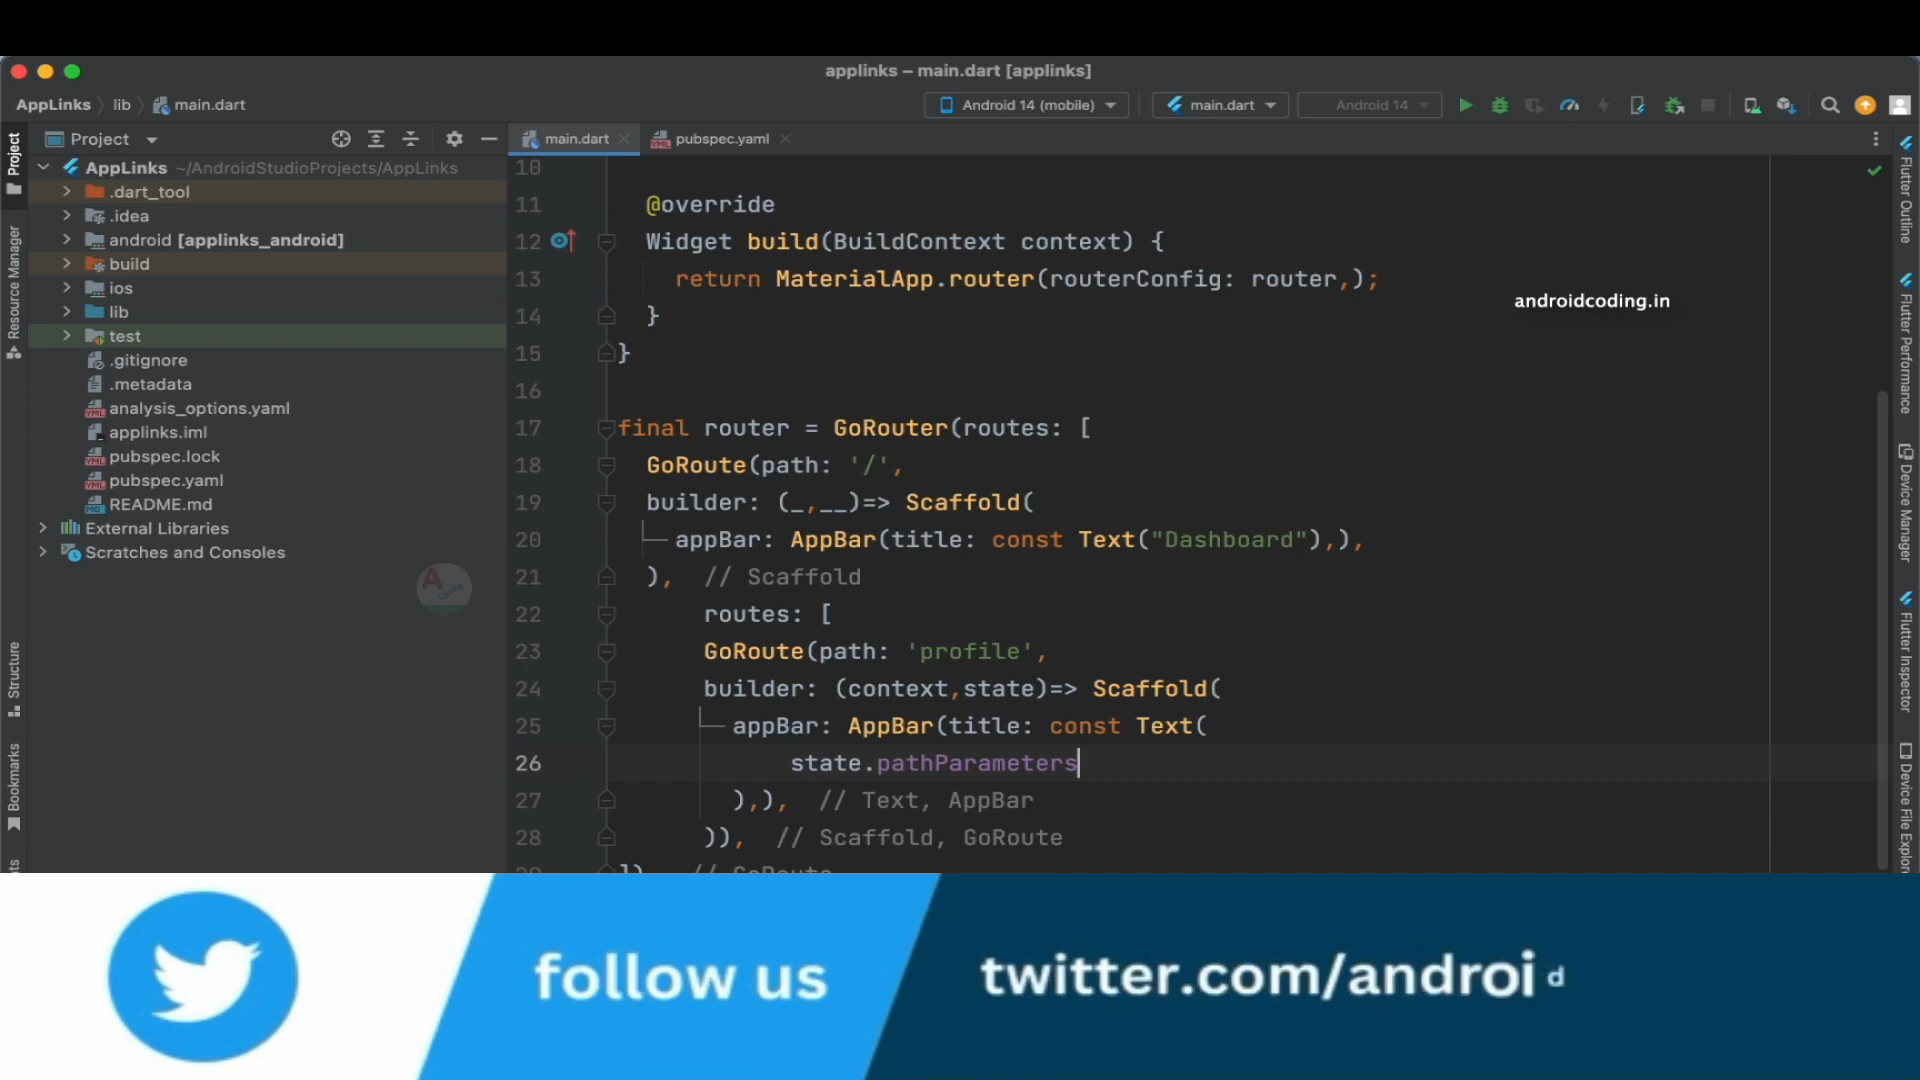 applinks – main.dart [applinks]
AppLinks lib main.dart
Android 14 (mobile) main.dart Android 14
Project
main.dart pubspec.yaml
AppLinks ~/AndroidStudioProjects/AppLinks
.dart_tool
.idea
android [applinks_android]
build
ios
lib
test
.gitignore
.metadata
analysis_options.yaml
applinks.iml
pubspec.lock
pubspec.yaml
README.md
External Libraries
Scratches and Consoles
Project
Resource Manager
Structure
Bookmarks
10
11 @override
12 Widget build(BuildContext context) {
13 return MaterialApp.router(routerConfig: router,);
14 }
15 }
16
17 final router = GoRouter(routes: [
18 GoRoute(path: '/',
19 builder: (_,__)=> Scaffold(
20 appBar: AppBar(title: const Text("Dashboard"),),
21 ), // Scaffold
22 routes: [
23 GoRoute(path: 'profile',
24 builder: (context,state)=> Scaffold(
25 appBar: AppBar(title: const Text(
26 state.pathParameters
27 ),), // Text, AppBar
28 )), // Scaffold, GoRoute
androidcoding.in
Flutter Outline
Flutter Performance
Device Manager
Flutter Inspector
Device File Explor
A Coding
follow us
twitter.com/android